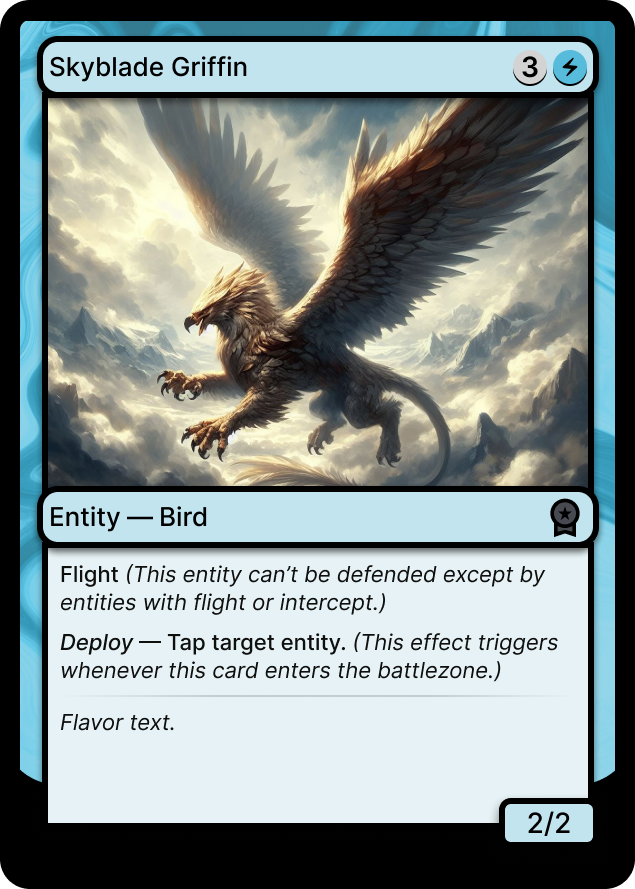 Skyblade Griffin 3
Entity — Bird
Flight (This entity can’t be defended except by
entities with flight or intercept.)
Deploy — Tap target entity. (This effect triggers
whenever this card enters the battlezone.)
Flavor text.
2/2